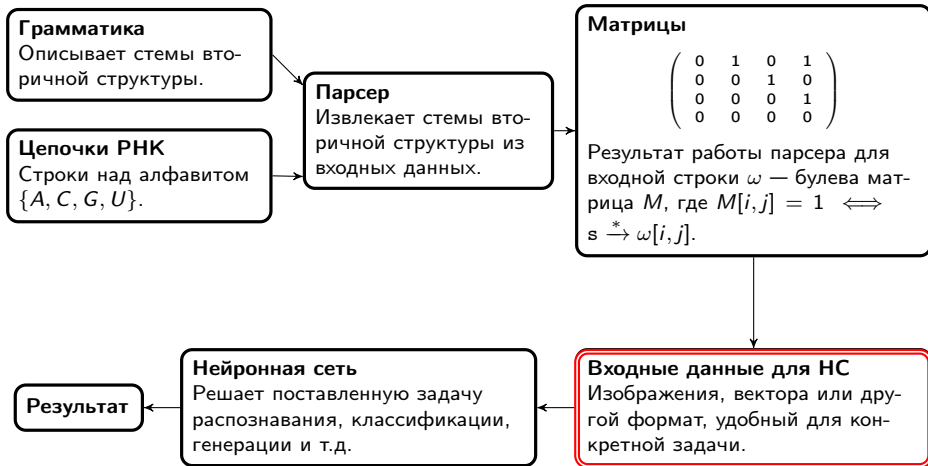 Грамматика
Описывает стемы вто-
ричной структуры.
Цепочки РНК
Строки над алфавитом
{A, C, G, U}.
Парсер
Извлекает стемы вто-
ричной структуры из
входных данных.
Матрицы
0 1 0 1
0 0 1 0
0 0 0 1
0 0 0 0
Результат работы парсера для
входной строки ω — булева мат-
рица M, где M[i, j] = 1 ⟺
s →* ω[i, j].
Входные данные для НС
Изображения, вектора или дру-
гой формат, удобный для кон-
кретной задачи.
Нейронная сеть
Решает поставленную задачу
распознавания, классификации,
генерации и т.д.
Результат